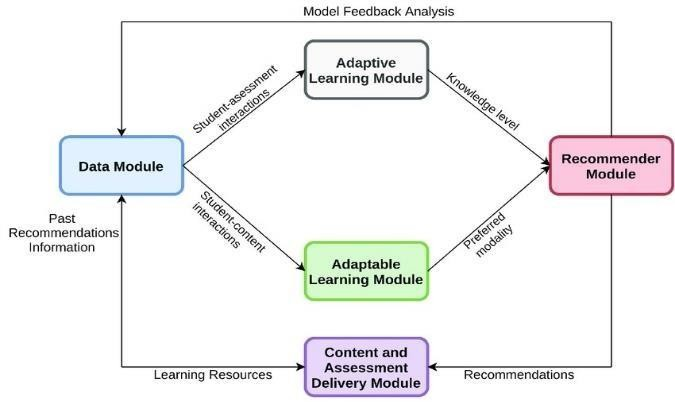 Model Feedback Analysis
Adaptive
Learning Module
Student-asessment
interactions
Knowledge level
Data Module
Recommender
Module
Student-content
interactions
Preferred
modality
Past
Recommendations
Information
Adaptable
Learning Module
Content and
Assessment
Delivery Module
Learning Resources
Recommendations